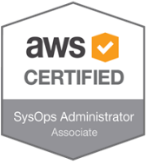 aws
CERTIFIED
SysOps Administrator
Associate